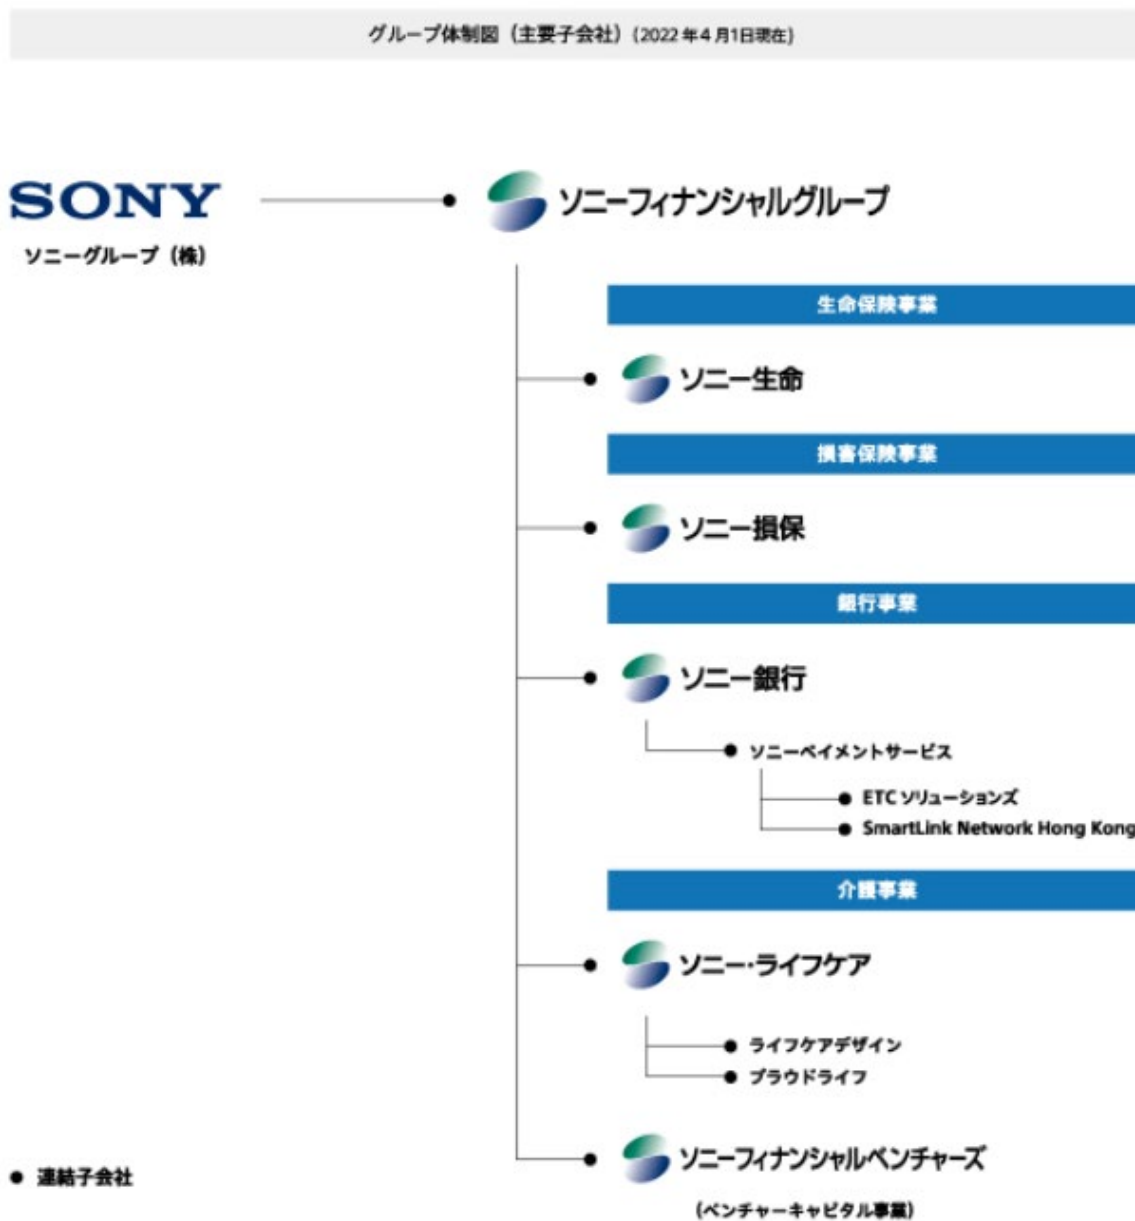 グループ体制図（主要子会社）（2022年4月1日現在）
SONY
ソニーグループ（株）
ソニーフィナンシャルグループ
生命保険事業
ソニー生命
損害保険事業
ソニー損保
銀行事業
ソニー銀行
ソニーペイメントサービス
ETCソリューションズ
SmartLink Network Hong Kong
介護事業
ソニー・ライフケア
ライフケアデザイン
プラウドライフ
ソニーフィナンシャルベンチャーズ
（ベンチャーキャピタル事業）
● 連結子会社